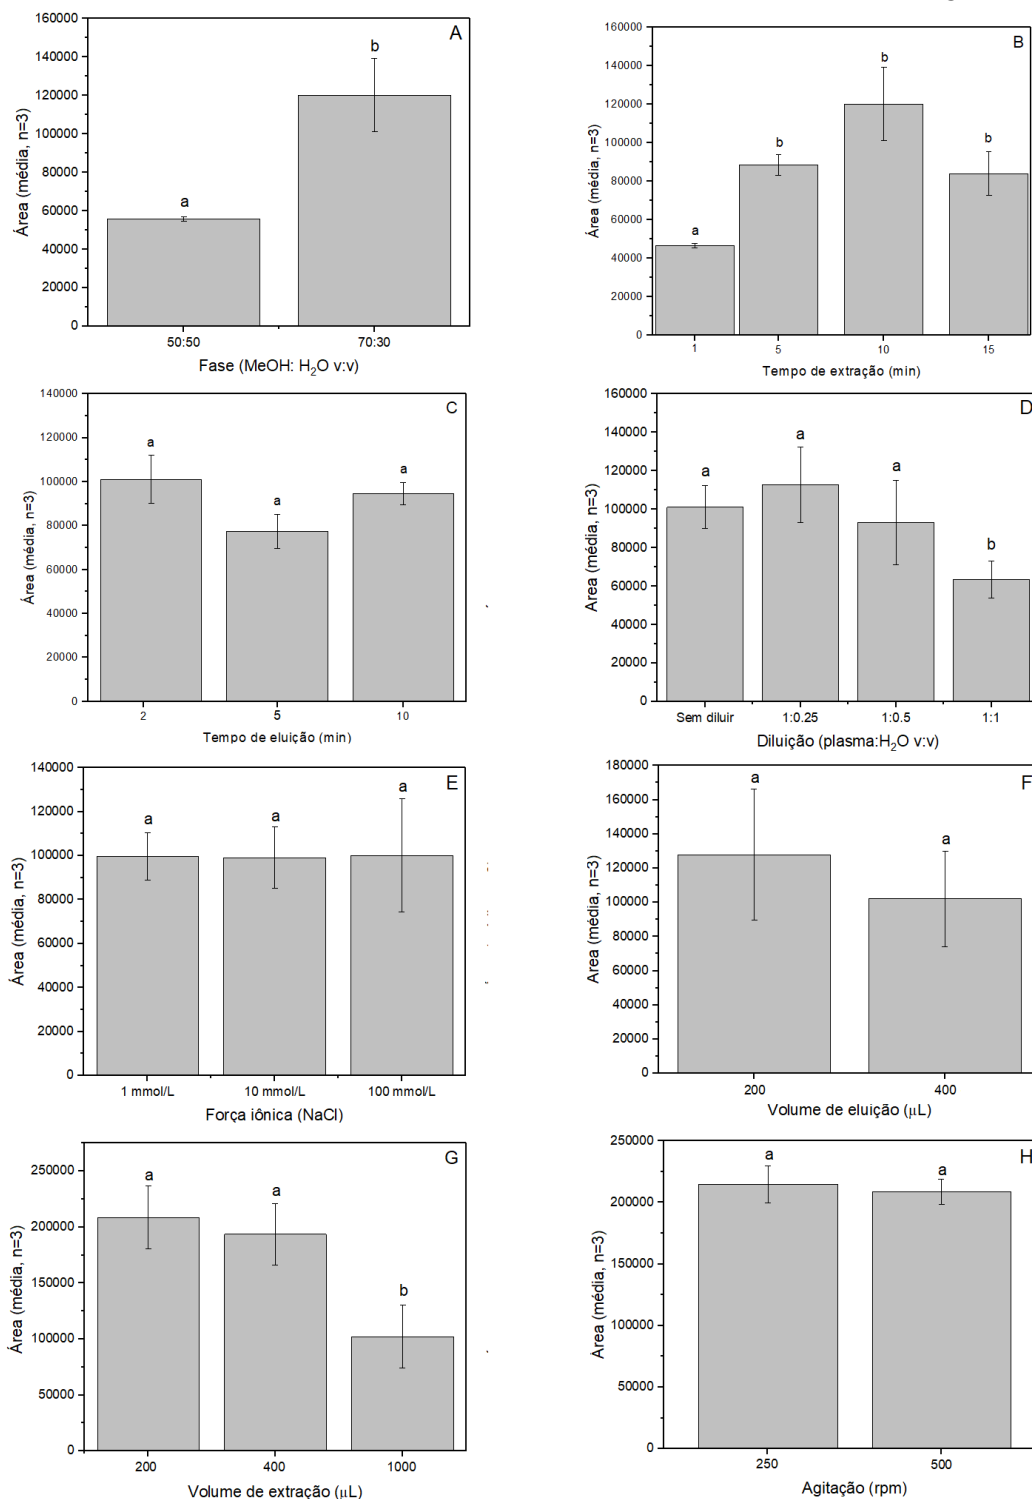 A
Área (média, n=3)
160000
140000
120000
100000
80000
60000
40000
20000
0
a
b
50:50
70:30
Fase (MeOH: H₂O v:v)
B
Área (média, n=3)
160000
140000
120000
100000
80000
60000
40000
20000
0
a
b
b
b
1
5
10
15
Tempo de extração (min)
C
Área (média, n=3)
140000
120000
100000
80000
60000
40000
20000
0
a
a
a
2
5
10
Tempo de eluição (min)
D
Área (média, n=3)
160000
140000
120000
100000
80000
60000
40000
20000
0
a
a
a
b
Sem diluir
1:0.25
1:0.5
1:1
Diluição (plasma:H₂O v:v)
E
Área (média, n=3)
140000
120000
100000
80000
60000
40000
20000
0
a
a
a
1 mmol/L
10 mmol/L
100 mmol/L
Força iônica (NaCl)
F
Área (média, n=3)
180000
160000
140000
120000
100000
80000
60000
40000
20000
0
a
a
200
400
Volume de eluição (µL)
G
Área (média, n=3)
250000
200000
150000
100000
50000
0
a
a
b
200
400
1000
Volume de extração (µL)
H
Área (média, n=3)
250000
200000
150000
100000
50000
0
a
a
250
500
Agitação (rpm)